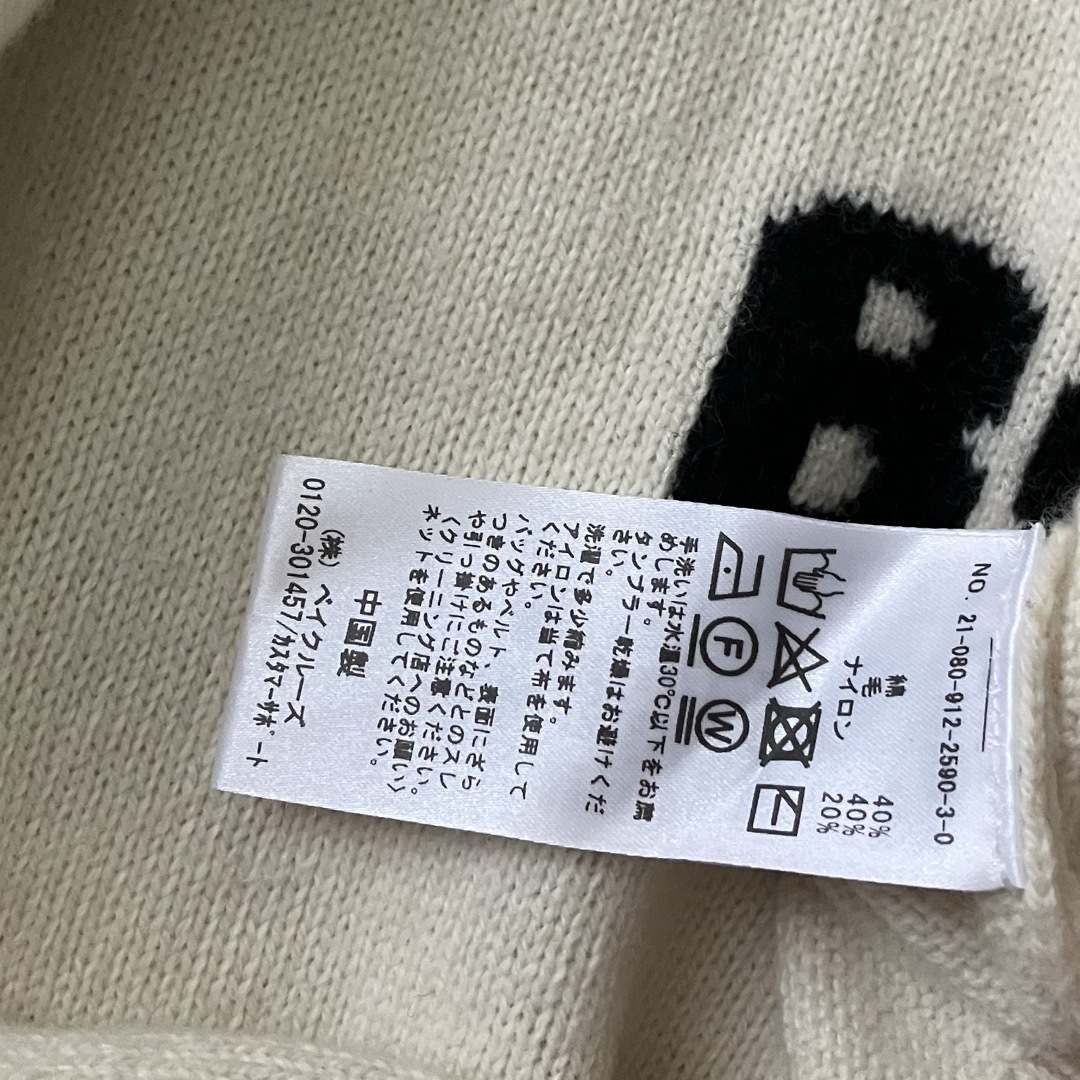 NO. 21-080-912-2590-3-0
綿 40%
毛 40%
ナイロン 20%
F W
手洗いは水温30℃以下をお薦
めします。
タンブラー乾燥はお避けくだ
さい。
洗濯で多少縮みます。
アイロンは当て布を使用して
ください。
バッグやベルト、裏面にざら
つきのあるものなどとのスレ
や引っ掛けにご注意ください。
〈クリーニング店へのお願い〉
ネットを使用してください。
中国製
(株) ベイクルーズ
0120-301457/カスタマーサポート
B